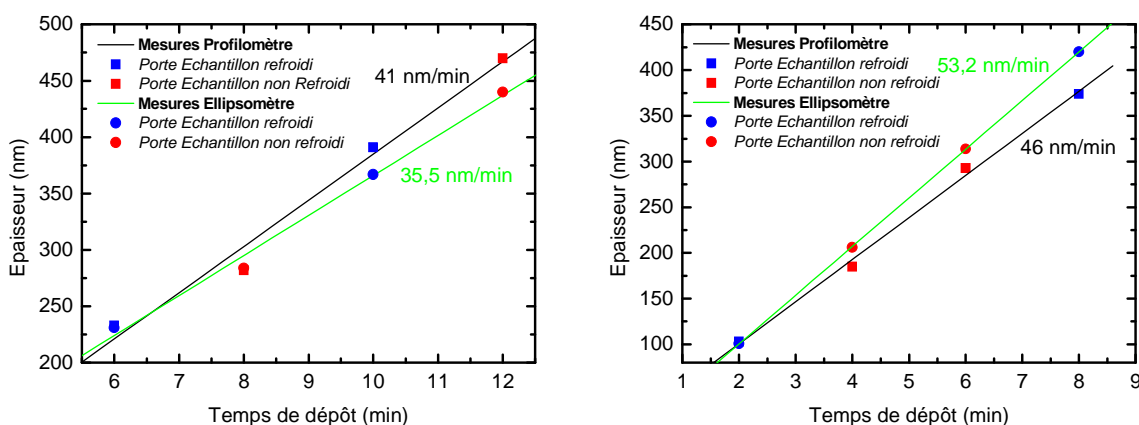 500
450
400
350
300
250
200
Epaisseur (nm)
Mesures Profilomètre
Porte Echantillon refroidi
Porte Echantillon non Refroidi
Mesures Ellipsomètre
Porte Echantillon refroidi
Porte Echantillon non refroidi
41 nm/min
35,5 nm/min
6 7 8 9 10 11 12
Temps de dépôt (min)
450
400
350
300
250
200
150
100
Epaisseur (nm)
Mesures Profilomètre
Porte Echantillon refroidi
Porte Echantillon non Refroidi
Mesures Ellipsomètre
Porte Echantillon refroidi
Porte Echantillon non refroidi
53,2 nm/min
46 nm/min
1 2 3 4 5 6 7 8 9
Temps de dépôt (min)